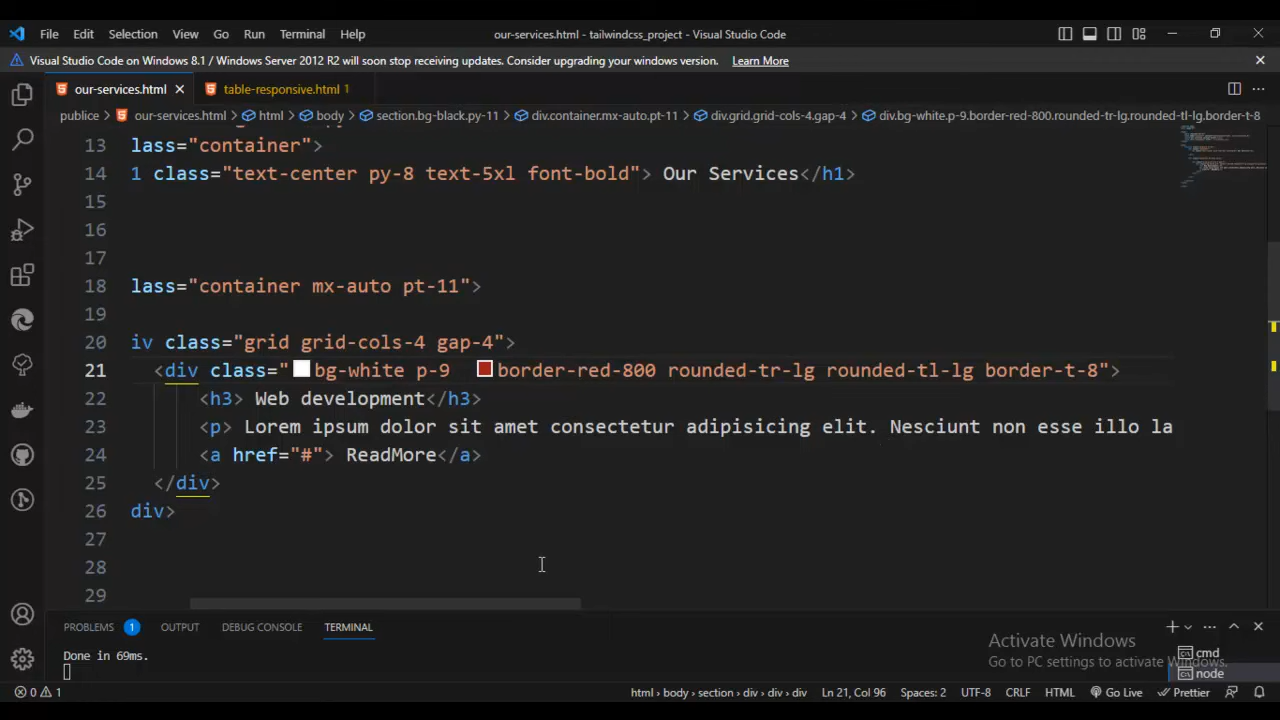 File Edit Selection View Go Run Terminal Help our-services.html - tailwindcss_project - Visual Studio Code
Visual Studio Code on Windows 8.1 / Windows Server 2012 R2 will soon stop receiving updates. Consider upgrading your windows version. Learn More
our-services.html table-responsive.html 1
publice > our-services.html > html > body > section.bg-black.py-11 > div.container.mx-auto.pt-11 > div.grid.grid-cols-4.gap-4 > div.bg-white.p-9.border-red-800.rounded-tr-lg.rounded-tl-lg.border-t-8
13 lass="container">
14 1 class="text-center py-8 text-5xl font-bold"> Our Services</h1>
15
16
17
18 lass="container mx-auto pt-11">
19
20 iv class="grid grid-cols-4 gap-4">
21 <div class="bg-white p-9 border-red-800 rounded-tr-lg rounded-tl-lg border-t-8">
22 <h3> Web development</h3>
23 <p> Lorem ipsum dolor sit amet consectetur adipisicing elit. Nesciunt non esse illo la
24 <a href="#"> ReadMore</a>
25 </div>
26 div>
27
28
29
PROBLEMS 1 OUTPUT DEBUG CONSOLE TERMINAL
Done in 69ms.
cmd
node
Activate Windows
Go to PC settings to activate Windows.
0 1 html > body > section > div > div > div Ln 21, Col 96 Spaces: 2 UTF-8 CRLF HTML Go Live Prettier